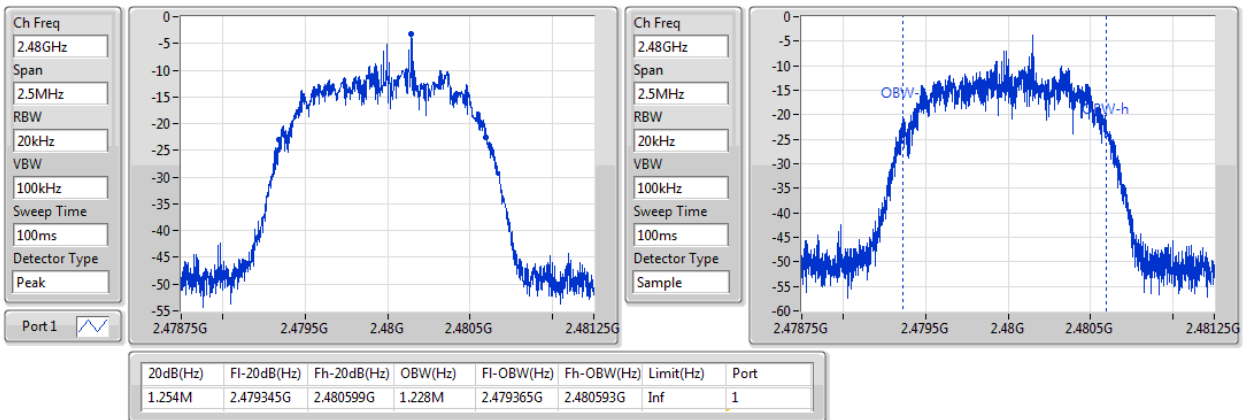 Ch Freq
2.48GHz
Span
2.5MHz
RBW
20kHz
VBW
100kHz
Sweep Time
100ms
Detector Type
Peak
Port 1
0
-5
-10
-15
-20
-25
-30
-35
-40
-45
-50
-55
2.47875G 2.4795G 2.48G 2.4805G 2.48125G
Ch Freq
2.48GHz
Span
2.5MHz
RBW
20kHz
VBW
100kHz
Sweep Time
100ms
Detector Type
Sample
0
-5
-10
-15
-20
-25
-30
-35
-40
-45
-50
-55
-60
OBW-
OBW-h
2.47875G 2.4795G 2.48G 2.4805G 2.48125G
20dB(Hz) Fl-20dB(Hz) Fh-20dB(Hz) OBW(Hz) Fl-OBW(Hz) Fh-OBW(Hz) Limit(Hz) Port
1.254M 2.479345G 2.480599G 1.228M 2.479365G 2.480593G Inf 1